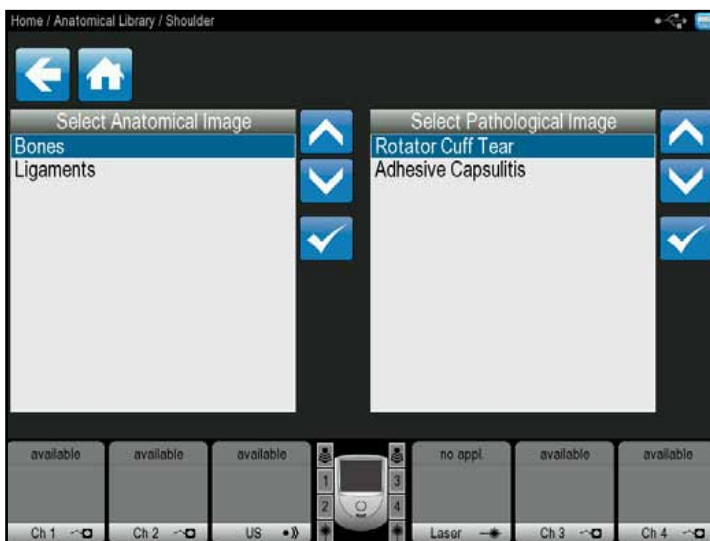 Home / Anatomical Library / Shoulder
Select Anatomical Image
Bones
Ligaments
Select Pathological Image
Rotator Cuff Tear
Adhesive Capsulitis
available
available
available
no appl.
available
available
1
3
2
4
Ch 1
Ch 2
US
Laser
Ch 3
Ch 4